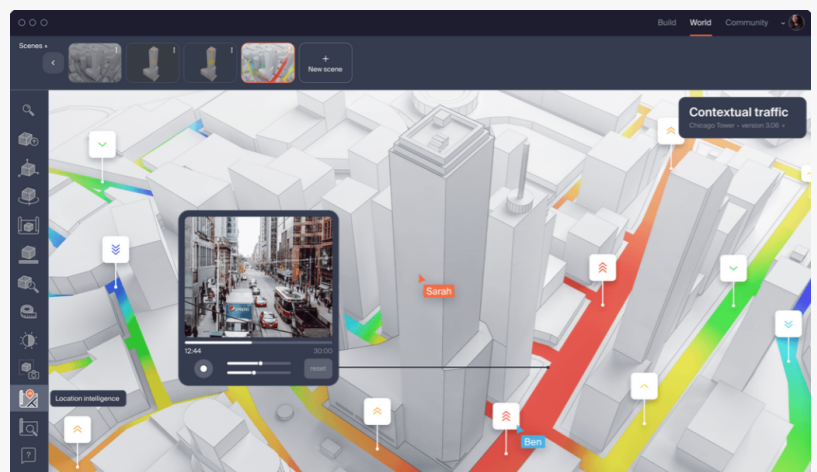 Build
World
Community
Scenes
New scene
Contextual traffic
Chicago Tower - version 3.06
Sarah
pepsi
12:44
30:00
reset
Location intelligence
Ben
?